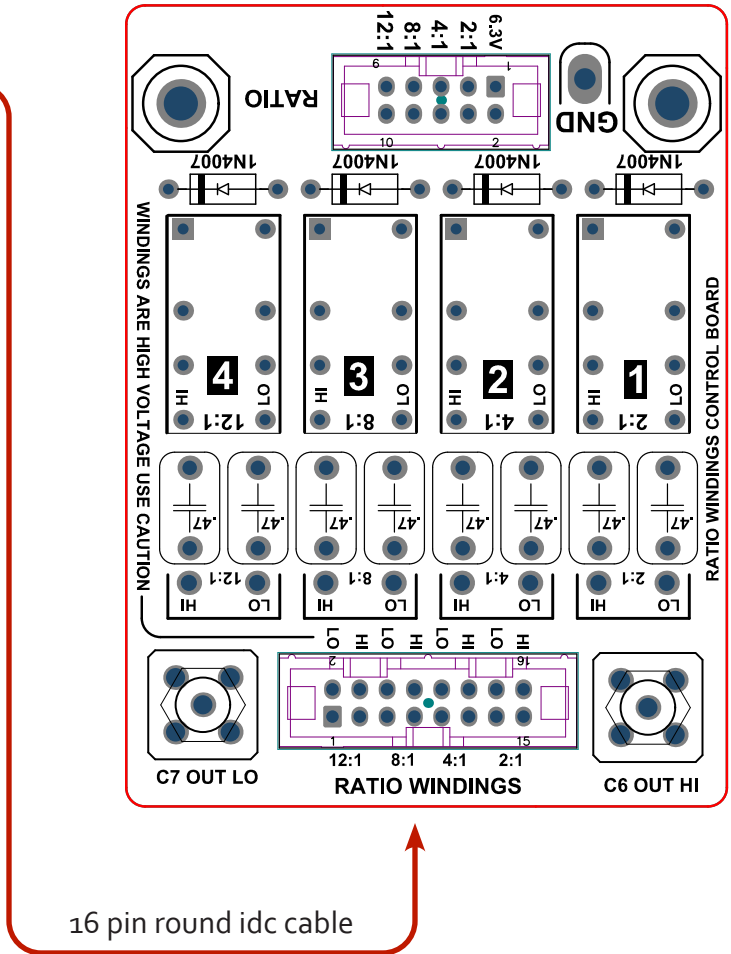 12:1 8:1 4:1 2:1 6.3V
9 1
RATIO
10 2
GND
1N4007 1N4007 1N4007 1N4007
WINDINGS ARE HIGH VOLTAGE USE CAUTION
RATIO WINDINGS CONTROL BOARD
4 3 2 1
HI LO HI LO HI LO HI LO
12:1 8:1 4:1 2:1
.47 .47 .47 .47 .47 .47 .47 .47
12:1 8:1 4:1 2:1
HI LO HI LO HI LO HI LO
LO HI LO HI LO HI LO HI
2 16
1 15
12:1 8:1 4:1 2:1
C7 OUT LO
RATIO WINDINGS
C6 OUT HI
16 pin round idc cable